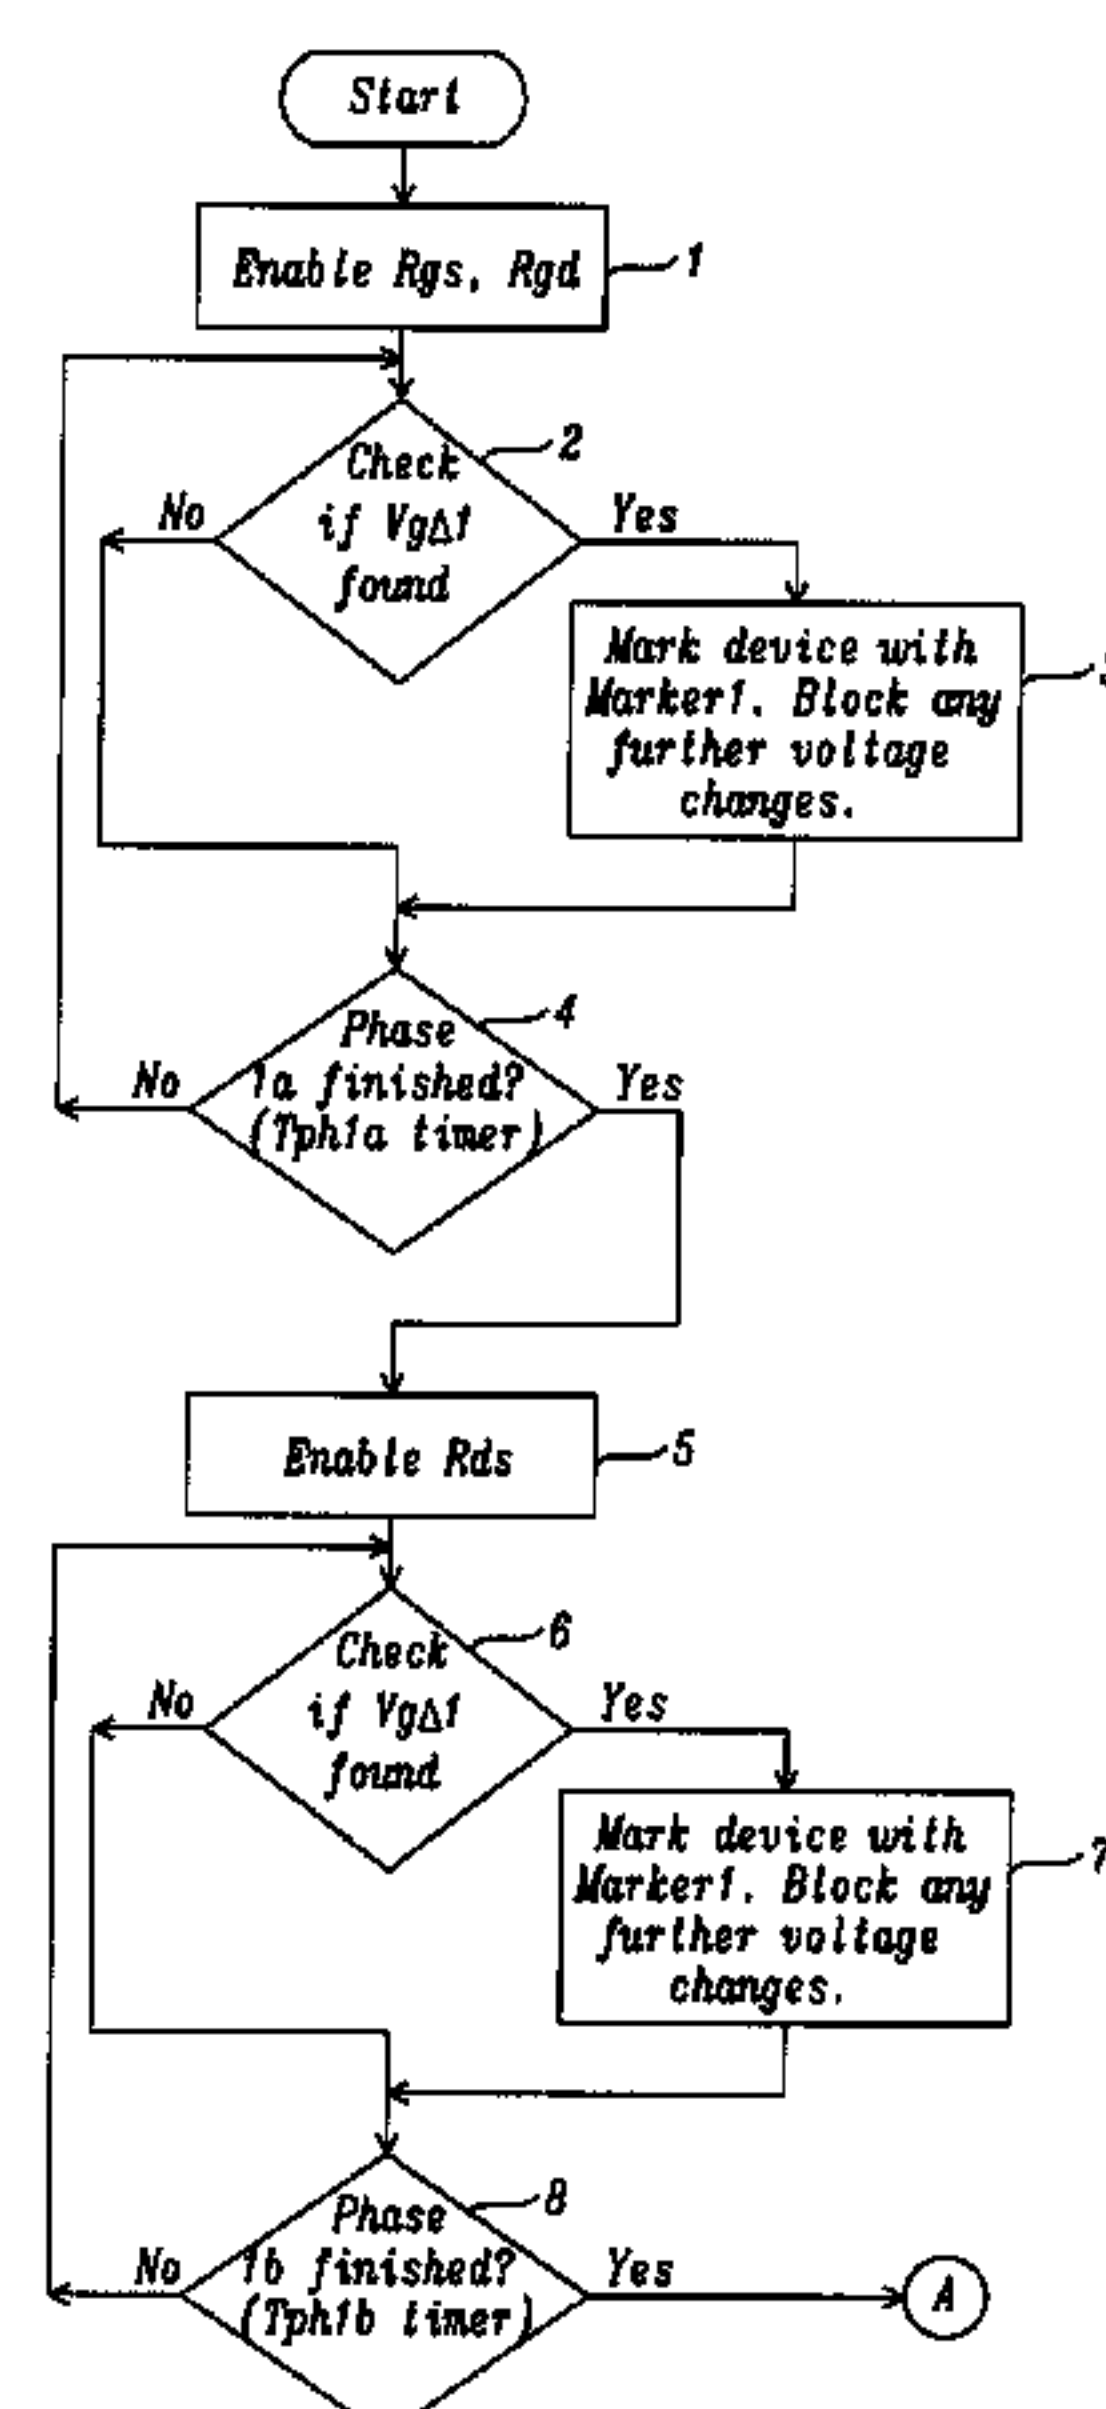 Start
Enable Rgs, Rgd
1
2
Check
if VgΔ1
found
No
Yes
Mark device with
Marker1. Block any
further voltage
changes.
4
Phase
1a finished?
(Tph1a timer)
No
Yes
Enable Rds
5
6
Check
if VgΔ1
found
No
Yes
Mark device with
Marker1. Block any
further voltage
changes.
7
8
Phase
1b finished?
(Tph1b timer)
No
Yes
A